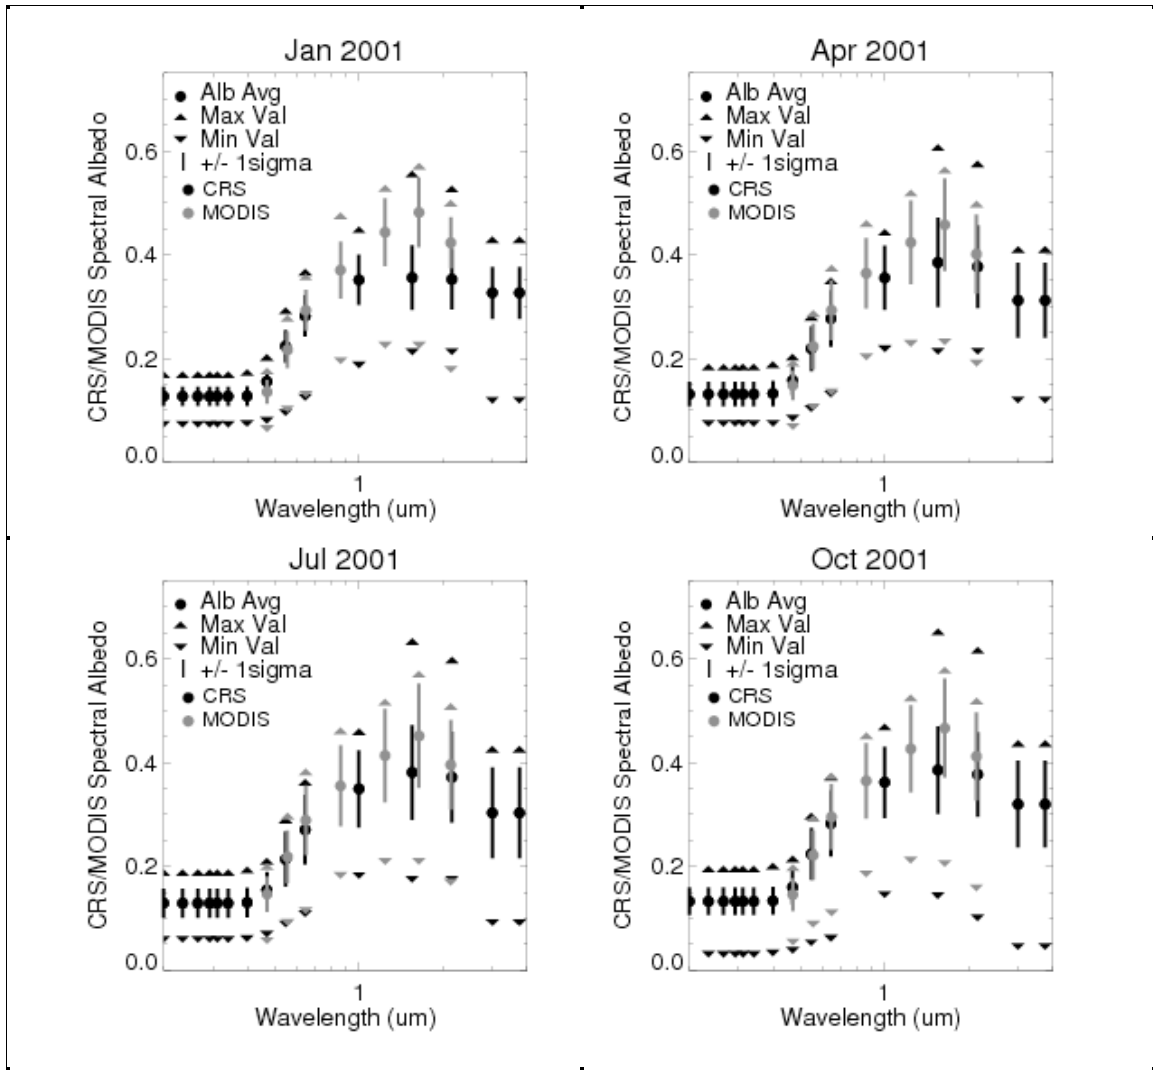 Jan 2001
Alb Avg
Max Val
Min Val
+/- 1sigma
CRS
MODIS
CRS/MODIS Spectral Albedo
0.6
0.4
0.2
0.0
1
Wavelength (um)
Apr 2001
Alb Avg
Max Val
Min Val
+/- 1sigma
CRS
MODIS
CRS/MODIS Spectral Albedo
0.6
0.4
0.2
0.0
1
Wavelength (um)
Jul 2001
Alb Avg
Max Val
Min Val
+/- 1sigma
CRS
MODIS
CRS/MODIS Spectral Albedo
0.6
0.4
0.2
0.0
1
Wavelength (um)
Oct 2001
Alb Avg
Max Val
Min Val
+/- 1sigma
CRS
MODIS
CRS/MODIS Spectral Albedo
0.6
0.4
0.2
0.0
1
Wavelength (um)